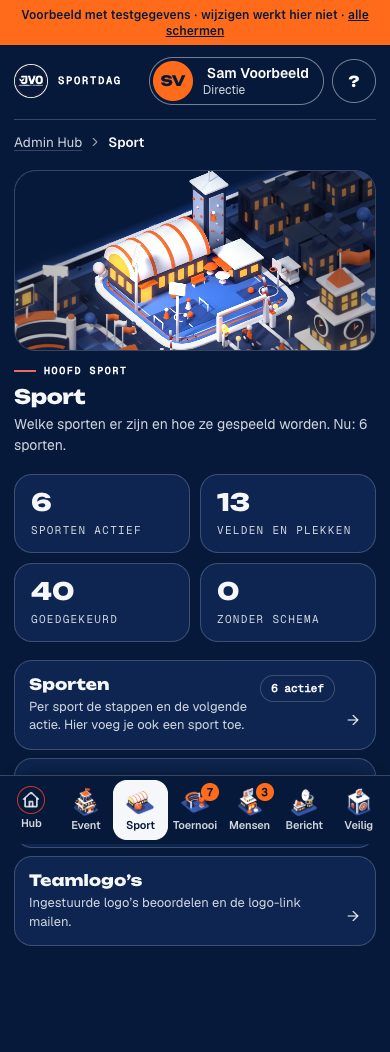 Voorbeeld met testgegevens · wijzigen werkt hier niet · alle
schermen
JVO
SPORTDAG
SV
Sam Voorbeeld
Directie
?
Admin Hub > Sport
HOOFD SPORT
Sport
Welke sporten er zijn en hoe ze gespeeld worden. Nu: 6
sporten.
6
SPORTEN ACTIEF
13
VELDEN EN PLEKKEN
40
GOEDGEKEURD
0
ZONDER SCHEMA
Sporten
6 actief
Per sport de stappen en de volgende
actie. Hier voeg je ook een sport toe.
→
Hub
Event
Sport
7
Toernooi
3
Mensen
Bericht
Veilig
Teamlogo’s
Ingestuurde logo’s beoordelen en de logo-link
mailen.
→